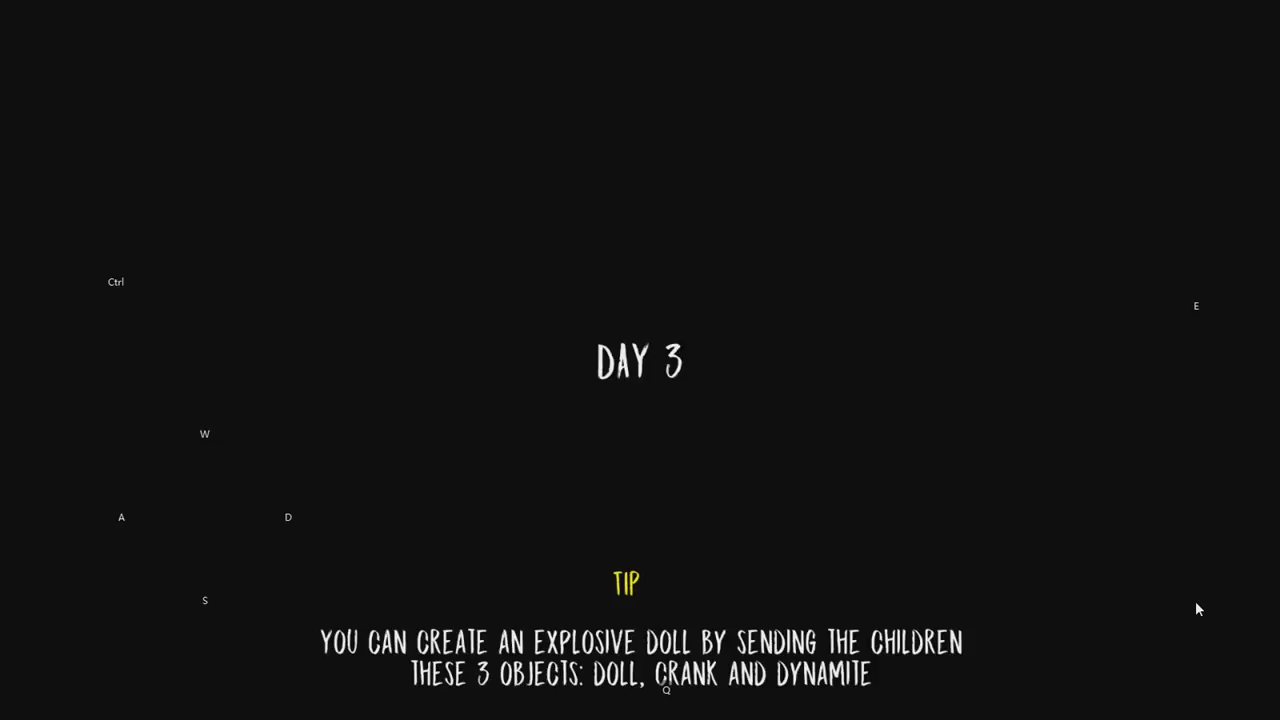 Ctrl
E
DAY 3
W
A
D
TIP
S
YOU CAN CREATE AN EXPLOSIVE DOLL BY SENDING THE CHILDREN
THESE 3 OBJECTS: DOLL, CRANK AND DYNAMITE
Q